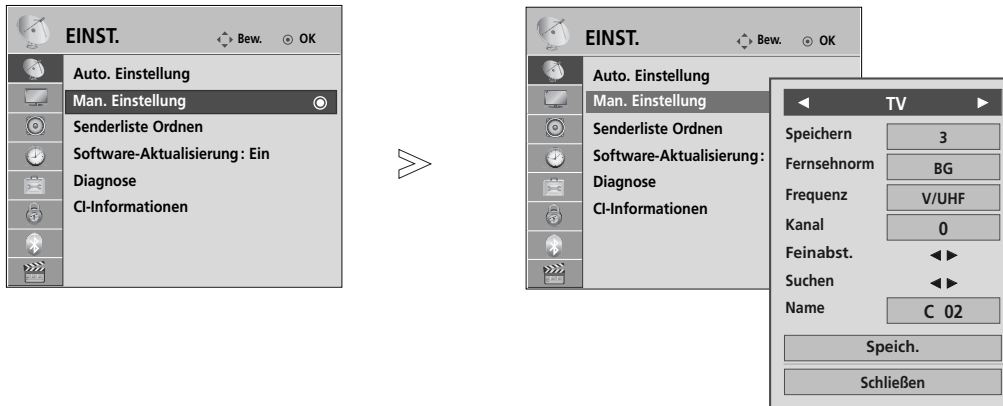 EINST. Bew. OK
Auto. Einstellung
Man. Einstellung
Senderliste Ordnen
Software-Aktualisierung : Ein
Diagnose
CI-Informationen
EINST. Bew. OK
Auto. Einstellung
Man. Einstellung
Senderliste Ordnen
Software-Aktualisierung :
Diagnose
CI-Informationen
◄ TV ►
Speichern 3
Fernsehnorm BG
Frequenz V/UHF
Kanal 0
Feinabst. ◄ ►
Suchen ◄ ►
Name C 02
Speich.
Schließen